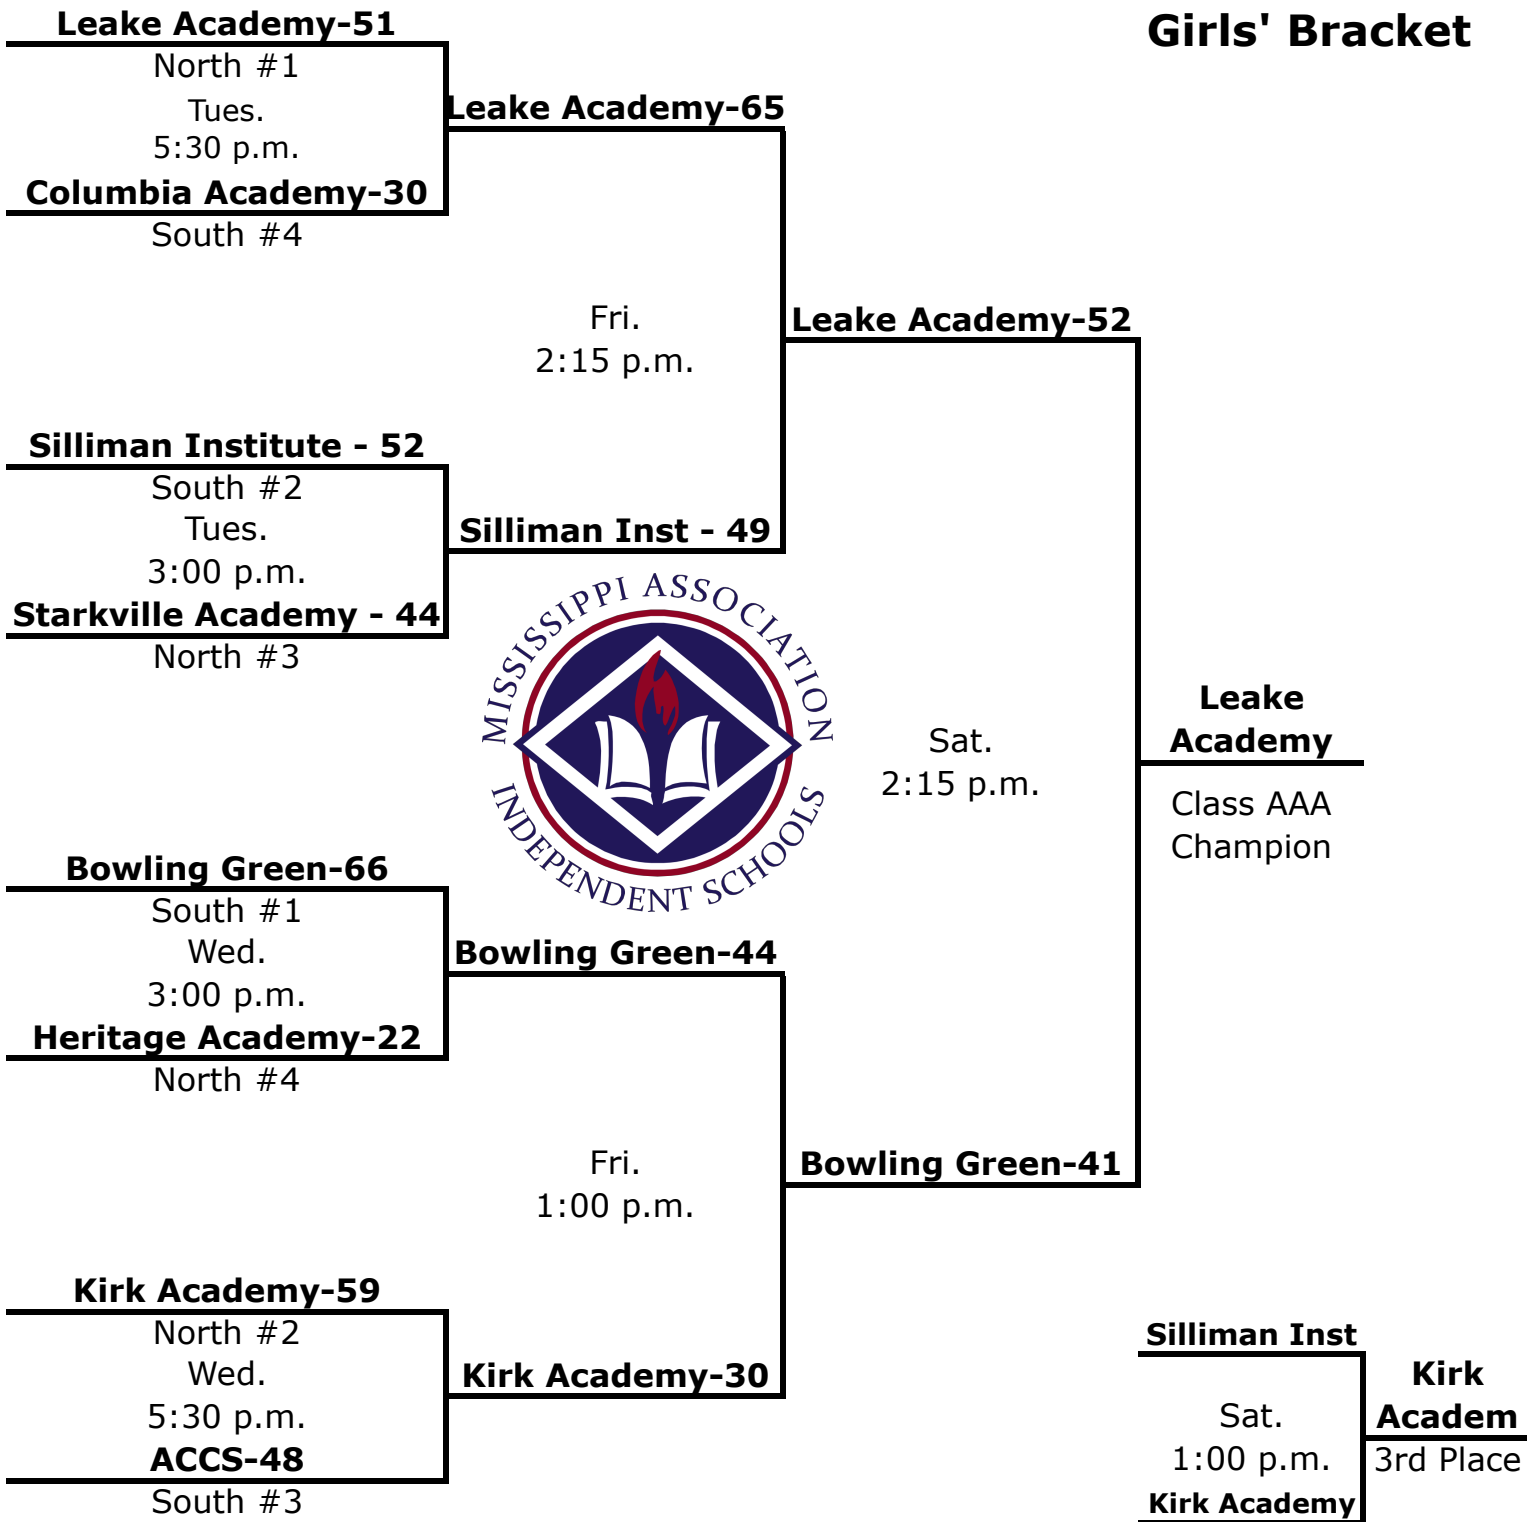 Girls' Bracket
Leake Academy-51
North #1
Tues.
5:30 p.m.
Columbia Academy-30
South #4
Leake Academy-65
Fri.
2:15 p.m.
Silliman Institute - 52
South #2
Tues.
3:00 p.m.
Starkville Academy - 44
North #3
Silliman Inst - 49
Leake Academy-52
MISSISSIPPI ASSOCIATION
INDEPENDENT SCHOOLS
Sat.
2:15 p.m.
Leake
Academy
Class AAA
Champion
Bowling Green-66
South #1
Wed.
3:00 p.m.
Heritage Academy-22
North #4
Bowling Green-44
Fri.
1:00 p.m.
Bowling Green-41
Kirk Academy-59
North #2
Wed.
5:30 p.m.
ACCS-48
South #3
Kirk Academy-30
Silliman Inst
Sat.
1:00 p.m.
Kirk Academy
Kirk
Academ
3rd Place